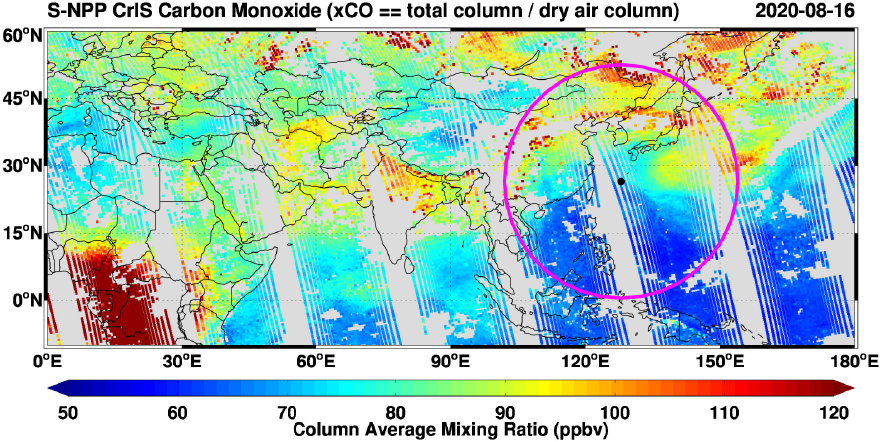 S-NPP CrIS Carbon Monoxide (xCO == total column / dry air column) 2020-08-16
60°N
45°N
30°N
15°N
0°N
0°E 30°E 60°E 90°E 120°E 150°E 180°E
50 60 70 80 90 100 110 120
Column Average Mixing Ratio (ppbv)